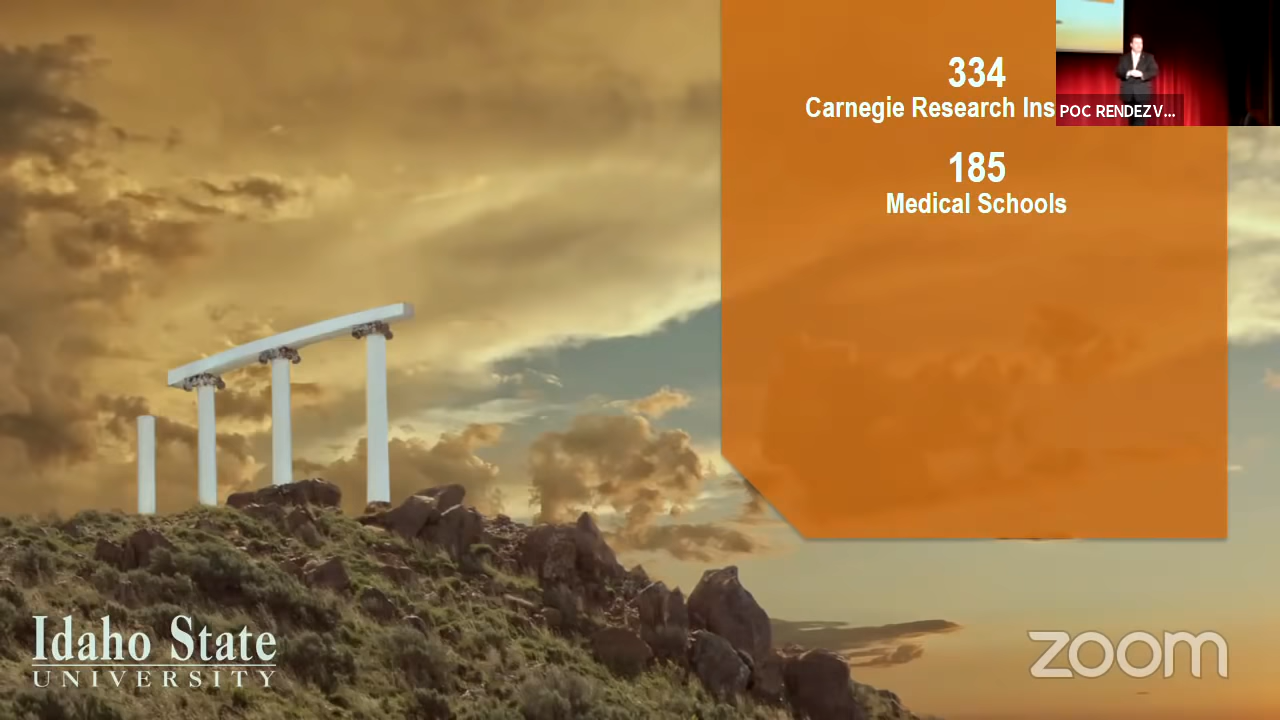 334
Carnegie Research Ins
POC RENDEZV...
185
Medical Schools
Idaho State
UNIVERSITY
zoom